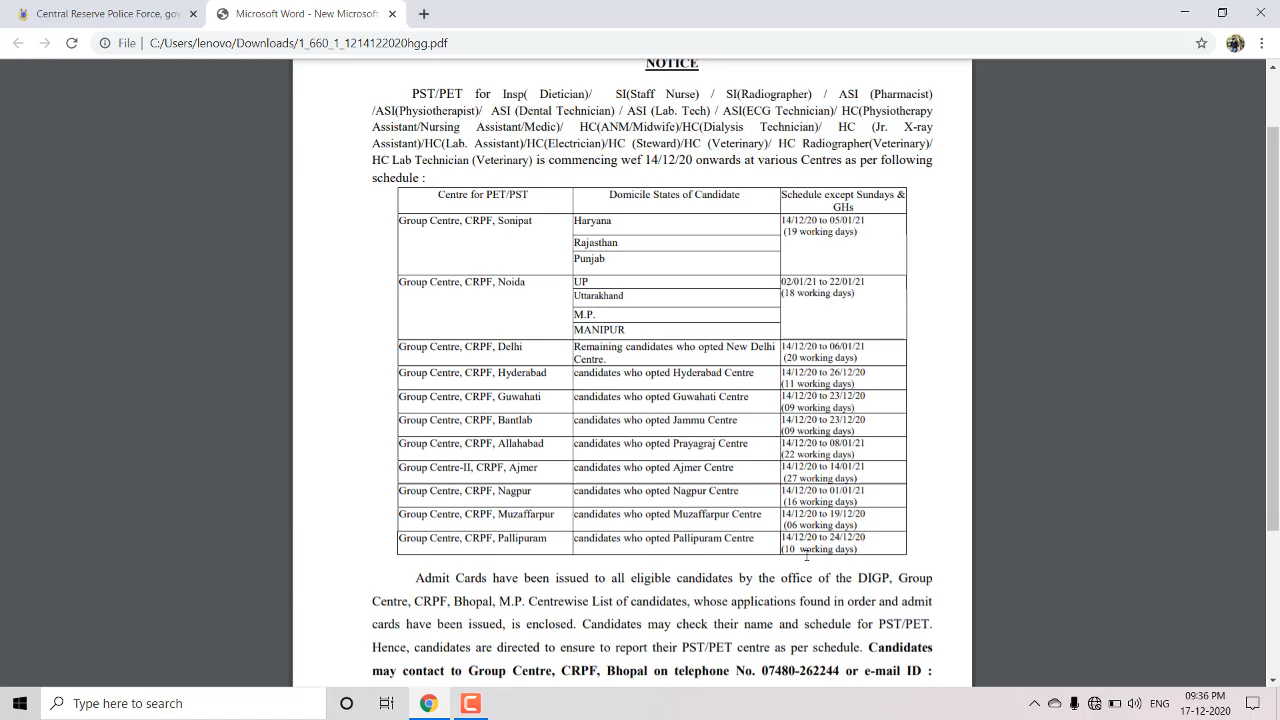 Central Reserve Police Force, gov
Microsoft Word - New Microsoft
File
C:/Users/lenovo/Downloads/1_660_1_1214122020hgg.pdf
NOTICE
PST/PET for Insp( Dietician)/ SI(Staff Nurse) / SI(Radiographer) / ASI (Pharmacist)
/ASI(Physiotherapist)/ ASI (Dental Technician) / ASI (Lab. Tech) / ASI(ECG Technician)/ HC(Physiotherapy
Assistant/Nursing Assistant/Medic)/ HC(ANM/Midwife)/HC(Dialysis Technician)/ HC (Jr. X-ray
Assistant)/HC(Lab. Assistant)/HC(Electrician)/HC (Steward)/HC (Veterinary)/ HC Radiographer(Veterinary)/
HC Lab Technician (Veterinary) is commencing wef 14/12/20 onwards at various Centres as per following
schedule :
Centre for PET/PST Domicile States of Candidate Schedule except Sundays &
GHs
Group Centre, CRPF, Sonipat Haryana 14/12/20 to 05/01/21
(19 working days)
Rajasthan
Punjab
Group Centre, CRPF, Noida UP 02/01/21 to 22/01/21
Uttarakhand (18 working days)
M.P.
MANIPUR
Group Centre, CRPF, Delhi Remaining candidates who opted New Delhi 14/12/20 to 06/01/21
Centre. (20 working days)
Group Centre, CRPF, Hyderabad candidates who opted Hyderabad Centre 14/12/20 to 26/12/20
(11 working days)
Group Centre, CRPF, Guwahati candidates who opted Guwahati Centre 14/12/20 to 23/12/20
(09 working days)
Group Centre, CRPF, Bantlab candidates who opted Jammu Centre 14/12/20 to 23/12/20
(09 working days)
Group Centre, CRPF, Allahabad candidates who opted Prayagraj Centre 14/12/20 to 08/01/21
(22 working days)
Group Centre-II, CRPF, Ajmer candidates who opted Ajmer Centre 14/12/20 to 14/01/21
(27 working days)
Group Centre, CRPF, Nagpur candidates who opted Nagpur Centre 14/12/20 to 01/01/21
(16 working days)
Group Centre, CRPF, Muzaffarpur candidates who opted Muzaffarpur Centre 14/12/20 to 19/12/20
(06 working days)
Group Centre, CRPF, Pallipuram candidates who opted Pallipuram Centre 14/12/20 to 24/12/20
(10 working days)
Admit Cards have been issued to all eligible candidates by the office of the DIGP, Group
Centre, CRPF, Bhopal, M.P. Centrewise List of candidates, whose applications found in order and admit
cards have been issued, is enclosed. Candidates may check their name and schedule for PST/PET.
Hence, candidates are directed to ensure to report their PST/PET centre as per schedule. Candidates
may contact to Group Centre, CRPF, Bhopal on telephone No. 07480-262244 or e-mail ID :
Type here to search
ENG
09:36 PM
17-12-2020